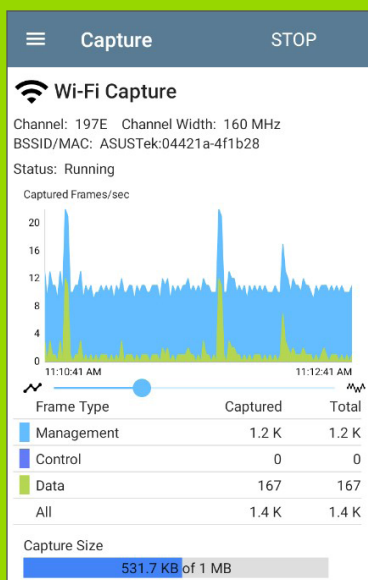 Capture STOP
Wi-Fi Capture
Channel: 197E Channel Width: 160 MHz
BSSID/MAC: ASUSTek:04421a-4f1b28
Status: Running
Captured Frames/sec
20
16
12
8
4
0
11:10:41 AM 11:12:41 AM
Frame Type Captured Total
Management 1.2 K 1.2 K
Control 0 0
Data 167 167
All 1.4 K 1.4 K
Capture Size
531.7 KB of 1 MB